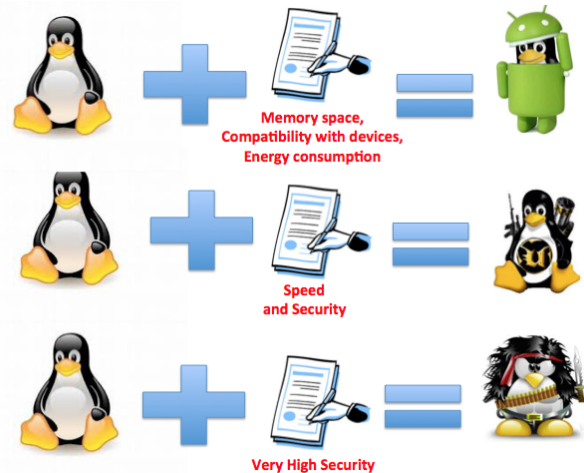 Memory space,
Compatibility with devices,
Energy consumption
Speed
and Security
Very High Security